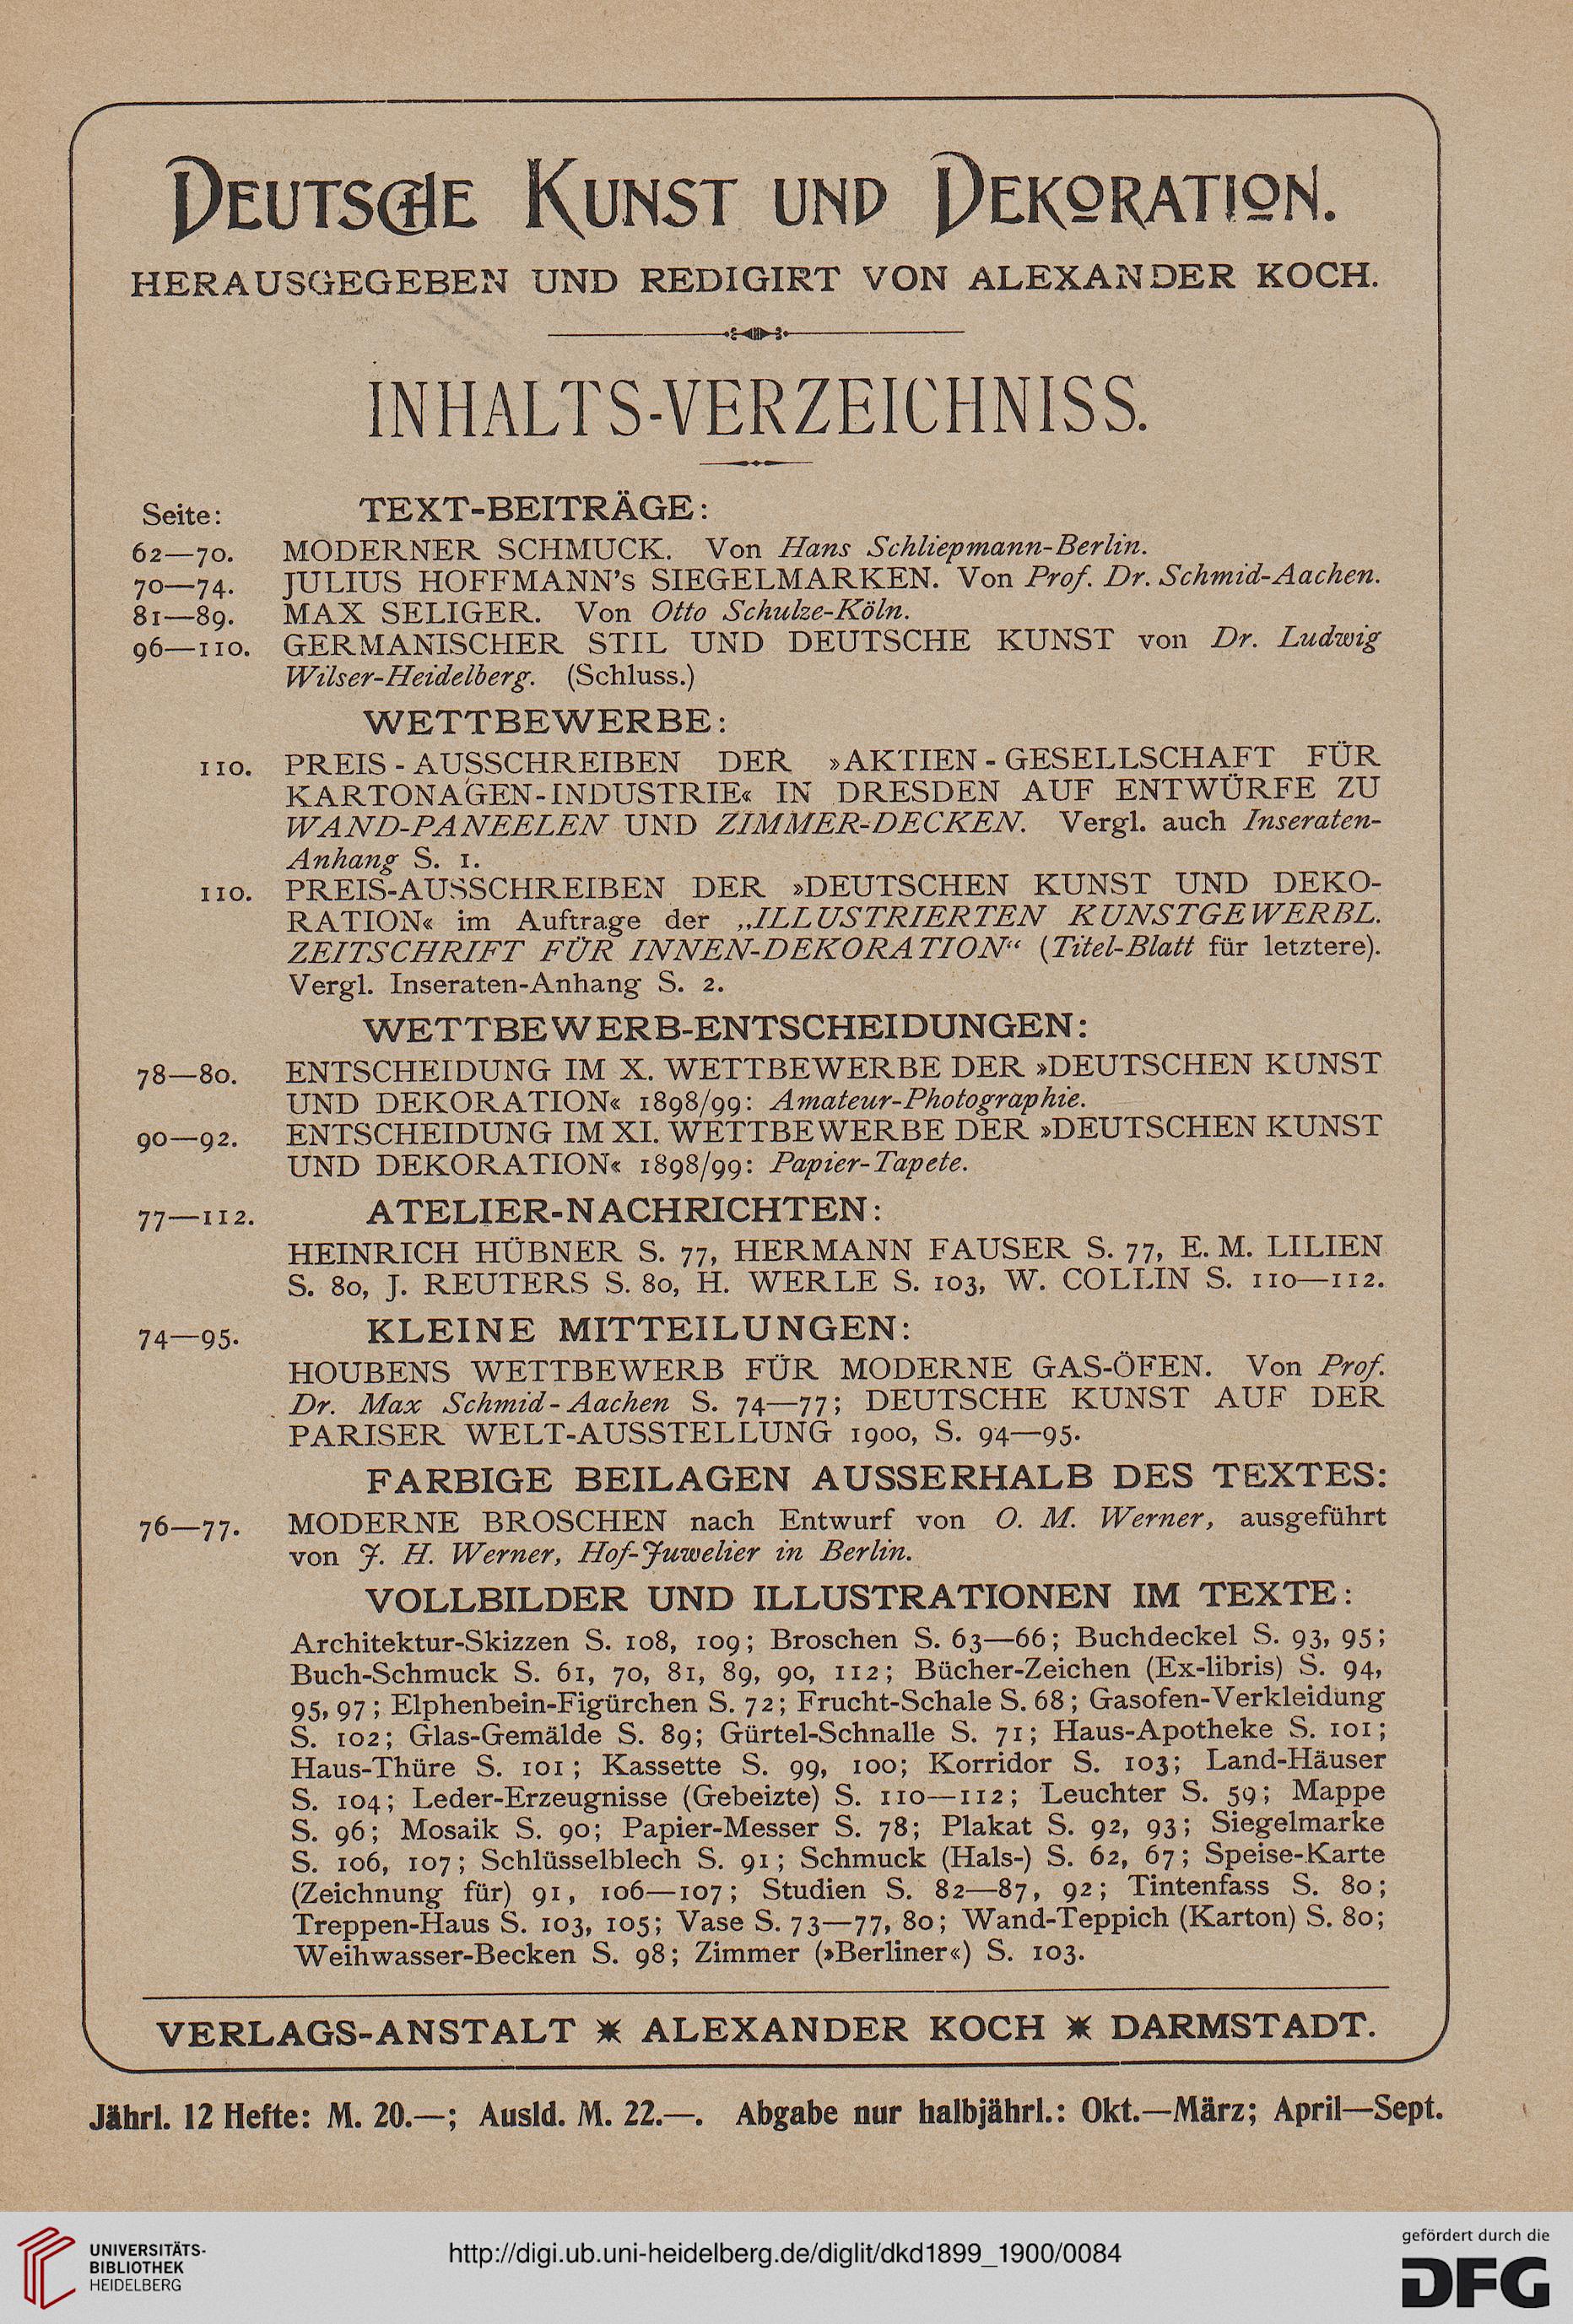 DEUTSCHE KUNST UND DEKORATION.
HERAUSGEGEBEN UND REDIGIRT VON ALEXANDER KOCH.
INHALTS-VERZEICHNISS.
Seite: TEXT-BEITRÄGE:
62—70. MODERNER SCHMUCK. Von Hans Schliepmann-Berlin.
70—74. JULIUS HOFFMANN's SIEGELMARKEN. Von Prof. Dr. Schmid-Aachen.
81—89. MAX SELIGER. Von Otto Schulze-Köln.
96—110. GERMANISCHER STIL UND DEUTSCHE KUNST von Dr. Ludwig
Wilser-Heidelberg. (Schluss.)
WETTBEWERBE:
110. PREIS-AUSSCHREIBEN DER »AKTIEN-GESELLSCHAFT FÜR
KARTONAGEN-INDUSTRIE« IN DRESDEN AUF ENTWÜRFE ZU
WAND-PANEELEN UND ZIMMER-DECKEN. Vergl. auch Inseraten-
Anhang S. 1.
110. PREIS-AUSSCHREIBEN DER »DEUTSCHEN KUNST UND DEKO-
RATION« im Auftrage der „ILLUSTRIERTEN KUNSTGEWERBL.
ZEITSCHRIFT FÜR INNEN-DEKORATION“ (Titel-Blatt für letztere).
Vergl. Inseraten-Anhang S. 2.
WETTBEWERB-ENTSCHEIDUNGEN:
78—80. ENTSCHEIDUNG IM X. WETTBEWERBE DER »DEUTSCHEN KUNST
UND DEKORATION« 1898/99: Amateur-Photographie.
90—92. ENTSCHEIDUNG IM XI. WETTBEWERBE DER »DEUTSCHEN KUNST
UND DEKORATION« 1898/99: Papier-Tapete.
77—112. ATELIER-NACHRICHTEN:
HEINRICH HÜBNER S. 77, HERMANN FAUSER S. 77, E. M. LILIEN
S. 80, J. REUTERS S. 80, H. WERLE S. 103, W. COLLIN S. 110—112.
74—95. KLEINE MITTEILUNGEN:
HOUBENS WETTBEWERB FÜR MODERNE GAS-ÖFEN. Von Prof.
Dr. Max Schmid-Aachen S. 74—77; DEUTSCHE KUNST AUF DER
PARISER WELT-AUSSTELLUNG 1900, S. 94—95.
FARBIGE BEILAGEN AUSSERHALB DES TEXTES:
76—77. MODERNE BROSCHEN nach Entwurf von O. M. Werner, ausgeführt
von J. H. Werner, Hof-Juwelier in Berlin.
VOLLBILDER UND ILLUSTRATIONEN IM TEXTE:
Architektur-Skizzen S. 108, 109; Broschen S. 63—66; Buchdeckel S. 93, 95;
Buch-Schmuck S. 61, 70, 81, 89, 90, 112; Bücher-Zeichen (Ex-libris) S. 94,
95, 97; Elphenbein-Figürchen S. 72; Frucht-Schale S. 68; Gasofen-Verkleidung
S. 102; Glas-Gemälde S. 89; Gürtel-Schnalle S. 71; Haus-Apotheke S. 101;
Haus-Thüre S. 101; Kassette S. 99, 100; Korridor S. 103; Land-Häuser
S. 104; Leder-Erzeugnisse (Gebeizte) S. 110—112; Leuchter S. 59; Mappe
S. 96; Mosaik S. 90; Papier-Messer S. 78; Plakat S. 92, 93; Siegelmarke
S. 106, 107; Schlüsselblech S. 91; Schmuck (Hals-) S. 62, 67; Speise-Karte
(Zeichnung für) 91, 106—107; Studien S. 82—87, 92; Tintenfass S. 80;
Treppen-Haus S. 103, 105; Vase S. 73—77, 80; Wand-Teppich (Karton) S. 80;
Weihwasser-Becken S. 98; Zimmer (»Berliner«) S. 103.
VERLAGS-ANSTALT ✷ ALEXANDER KOCH ✷ DARMSTADT.
Jährl. 12 Hefte: M. 20.—; Ausld. M. 22.—. Abgabe nur halbjährl.: Okt.—März; April—Sept.
UNIVERSITÄTS-
BIBLIOTHEK
HEIDELBERG
http://digi.ub.uni-heidelberg.de/diglit/dkd1899_1900/0084
gefördert durch die
DFG